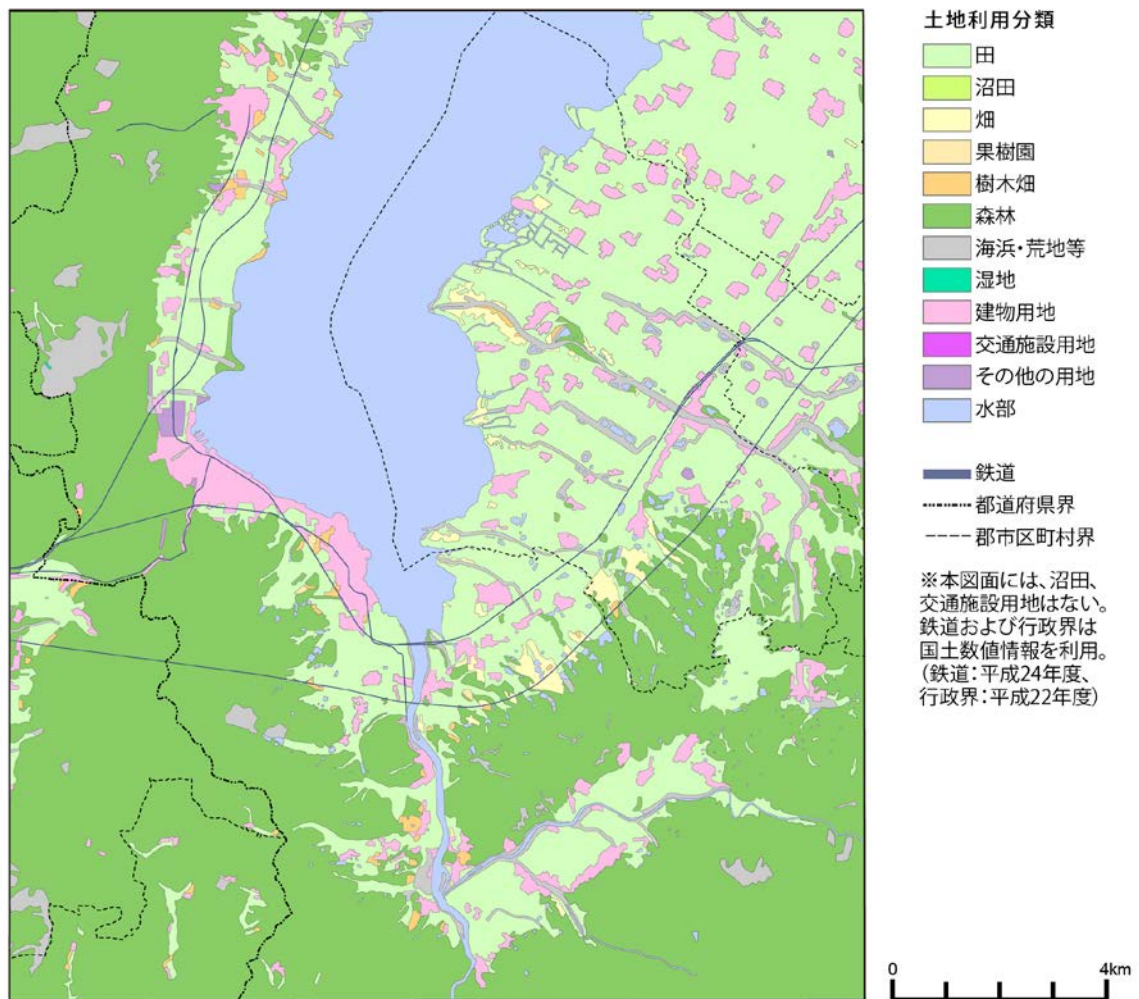 土地利用分類
田
沼田
畑
果樹園
樹木畑
森林
海浜・荒地等
湿地
建物用地
交通施設用地
その他の用地
水部
鉄道
都道府県界
郡市区町村界
※本図面には、沼田、
交通施設用地はない。
鉄道および行政界は
国土数値情報を利用。
(鉄道:平成24年度、
行政界:平成22年度)
0 4km